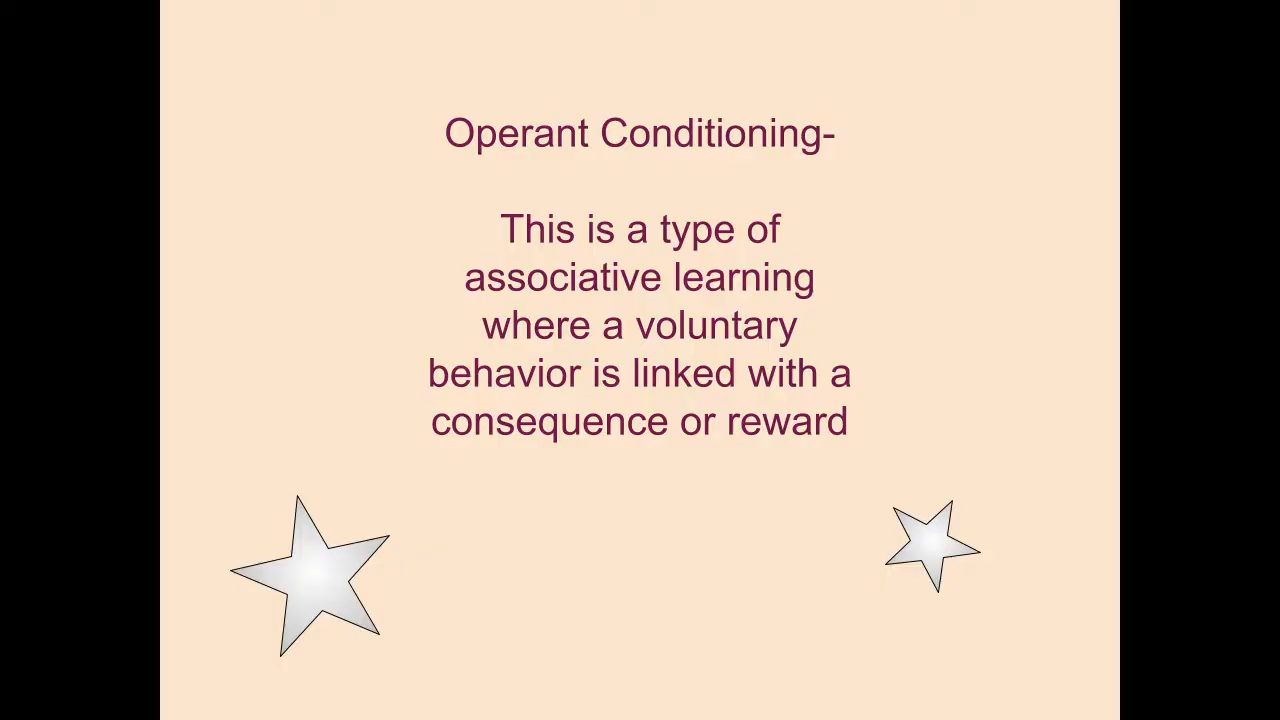 Operant Conditioning-
This is a type of
associative learning
where a voluntary
behavior is linked with a
consequence or reward